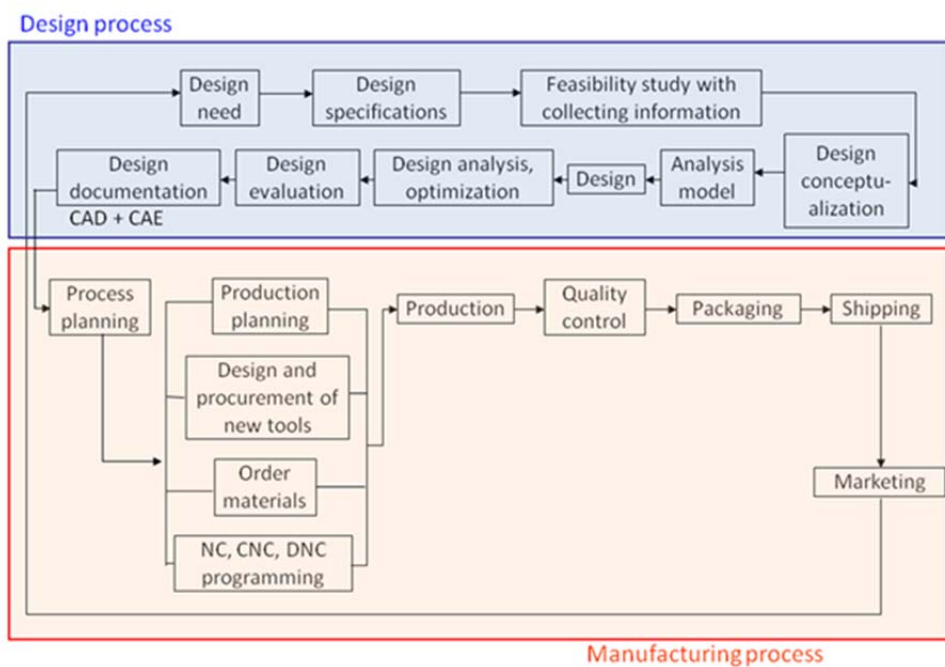 Design process
Design
need
Design
specifications
Feasibility study with
collecting information
Design
conceptu-
alization
Analysis
model
Design
Design analysis,
optimization
Design
evaluation
Design
documentation
CAD + CAE
Process
planning
Production
planning
Design and
procurement of
new tools
Order
materials
NC, CNC, DNC
programming
Production
Quality
control
Packaging
Shipping
Marketing
Manufacturing process